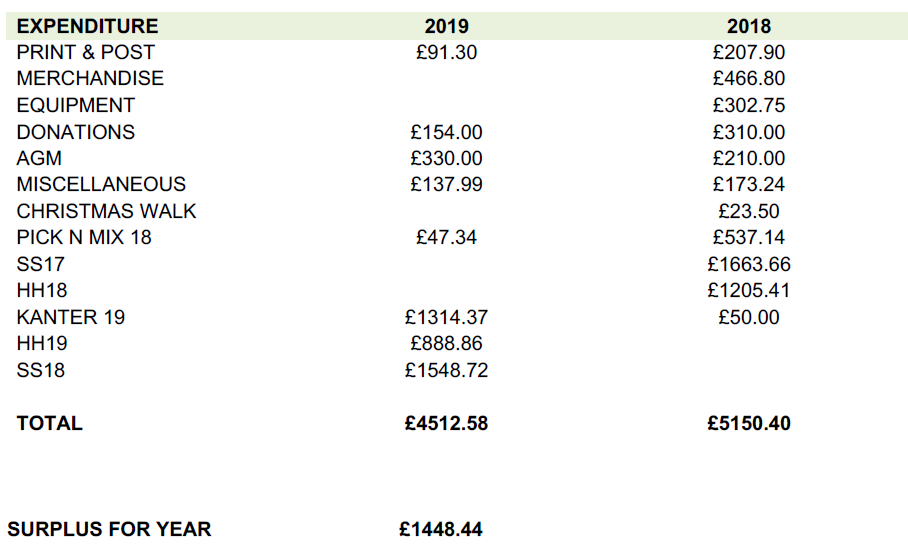 EXPENDITURE 2019 2018
PRINT & POST £91.30 £207.90
MERCHANDISE £466.80
EQUIPMENT £302.75
DONATIONS £154.00 £310.00
AGM £330.00 £210.00
MISCELLANEOUS £137.99 £173.24
CHRISTMAS WALK £23.50
PICK N MIX 18 £47.34 £537.14
SS17 £1663.66
HH18 £1205.41
KANTER 19 £1314.37 £50.00
HH19 £888.86
SS18 £1548.72
TOTAL £4512.58 £5150.40
SURPLUS FOR YEAR £1448.44